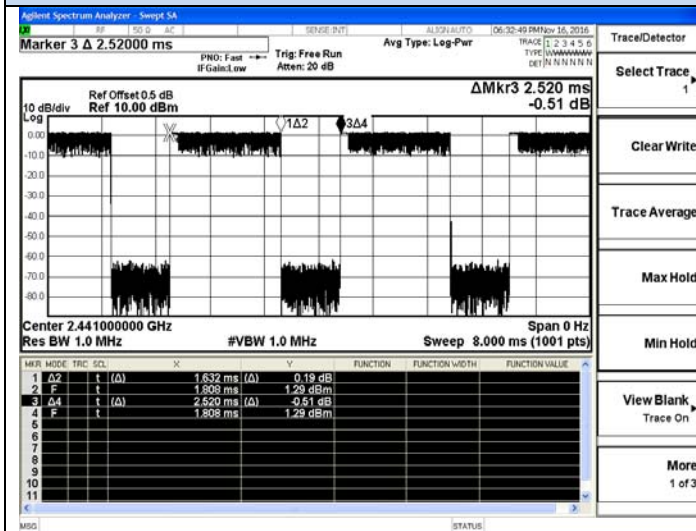 Agilent Spectrum Analyzer - Swept SA
RF 50 Ω AC SENSE:INT ALIGN AUTO 06:32:49 PM Nov 16, 2016
Marker 3 Δ 2.52000 ms
PNO: Fast
IFGain:Low
Trig: Free Run
Atten: 20 dB
Avg Type: Log-Pwr
TRACE 1 2 3 4 5 6
TYPE
DET N N N N N N
ΔMkr3 2.520 ms
-0.51 dB
Ref Offset 0.5 dB
Ref 10.00 dBm
10 dB/div
Log
1Δ2
3Δ4
0.00
-10.0
-20.0
-30.0
-40.0
-50.0
-60.0
-70.0
-80.0
Center 2.441000000 GHz
Span 0 Hz
Res BW 1.0 MHz
#VBW 1.0 MHz
Sweep 8.000 ms (1001 pts)
MKR MODE TRC SCL X Y FUNCTION FUNCTION WIDTH FUNCTION VALUE
1 Δ2 t (Δ) 1.632 ms (Δ) 0.19 dB
2 F t 1.808 ms 1.29 dBm
3 Δ4 t (Δ) 2.520 ms (Δ) -0.51 dB
4 F t 1.808 ms 1.29 dBm
5
6
7
8
9
10
11
MSG
STATUS
Trace/Detector
Select Trace
1
Clear Write
Trace Average
Max Hold
Min Hold
View Blank
Trace On
More
1 of 3